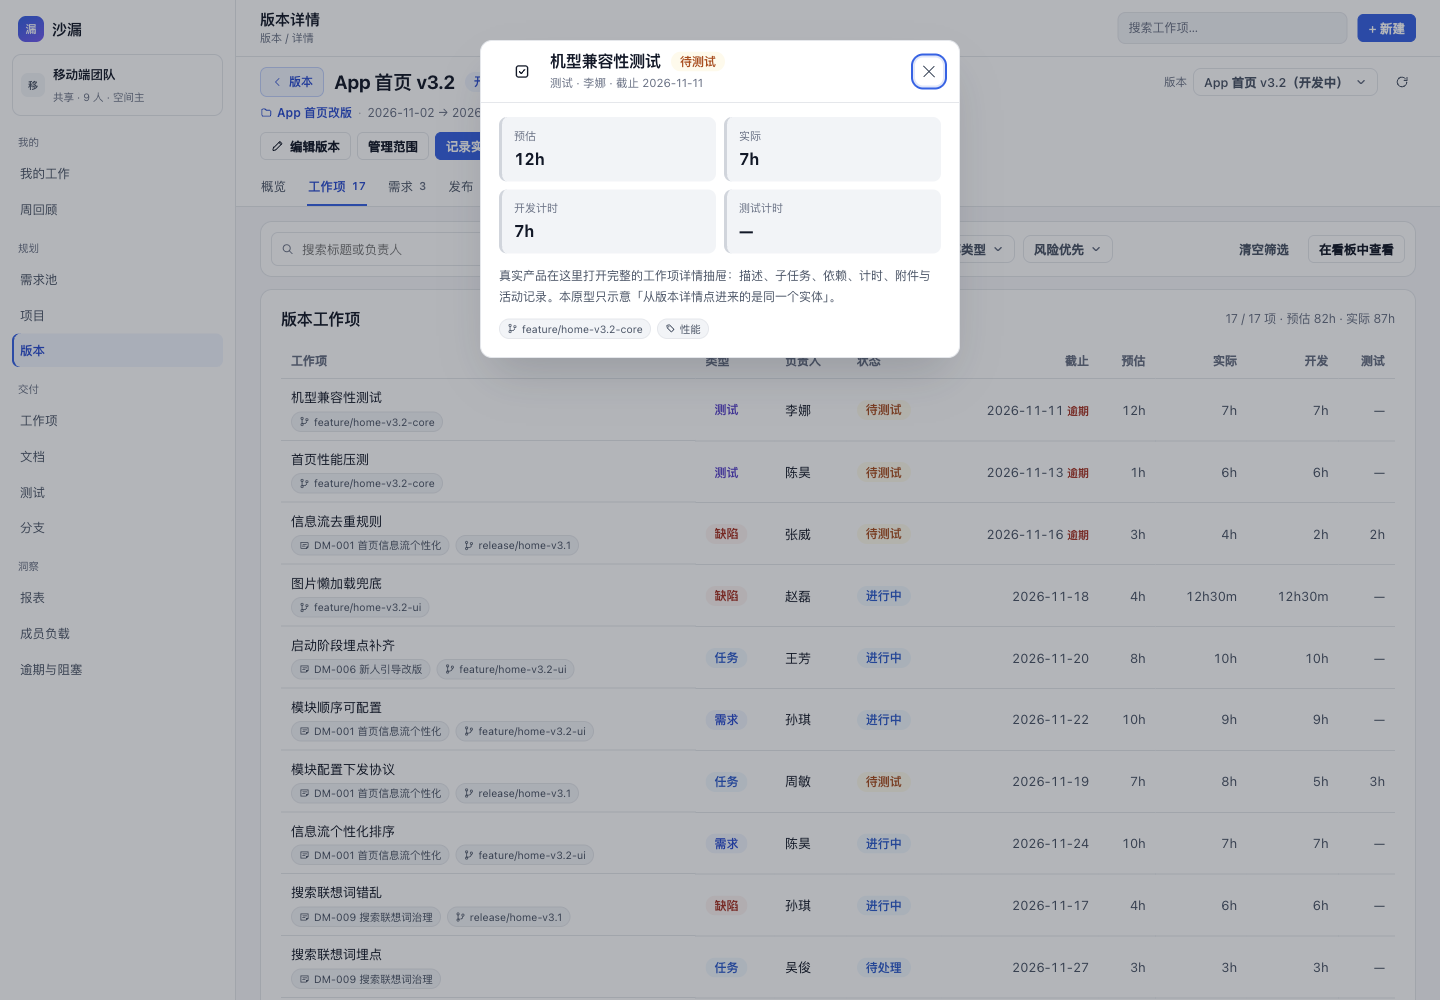 漏 沙漏
移 移动端团队
共享 · 9 人 · 空间主
我的
我的工作
周回顾
规划
需求池
项目
版本
交付
工作项
文档
测试
分支
洞察
报表
成员负载
逾期与阻塞
版本详情
版本 / 详情
搜索工作项...
+ 新建
版本 App 首页 v3.2
版本 App 首页 v3.2（开发中）
App 首页改版 · 2026-11-02 → 2026
编辑版本 管理范围
概览 工作项 17 需求 3 发布
机型兼容性测试 待测试
测试 · 李娜 · 截止 2026-11-11
预估
12h
实际
7h
开发计时
7h
测试计时
—
真实产品在这里打开完整的工作项详情抽屉：描述、子任务、依赖、计时、附件与
活动记录。本原型只示意「从版本详情点进来的是同一个实体」。
feature/home-v3.2-core 性能
搜索标题或负责人 类型 风险优先 清空筛选 在看板中查看
版本工作项 17 / 17 项 · 预估 82h · 实际 87h
工作项 类型 负责人 状态 截止 预估 实际 开发 测试
机型兼容性测试
feature/home-v3.2-core
测试 李娜 待测试 2026-11-11 逾期 12h 7h 7h —
首页性能压测
feature/home-v3.2-core
测试 陈昊 待测试 2026-11-13 逾期 1h 6h 6h —
信息流去重规则
DM-001 首页信息流个性化 release/home-v3.1
缺陷 张威 待测试 2026-11-16 逾期 3h 4h 2h 2h
图片懒加载兜底
feature/home-v3.2-ui
缺陷 赵磊 进行中 2026-11-18 4h 12h30m 12h30m —
启动阶段埋点补齐
DM-006 新人引导改版 feature/home-v3.2-ui
任务 王芳 进行中 2026-11-20 8h 10h 10h —
模块顺序可配置
DM-001 首页信息流个性化 feature/home-v3.2-ui
需求 孙琪 进行中 2026-11-22 10h 9h 9h —
模块配置下发协议
DM-001 首页信息流个性化 release/home-v3.1
任务 周敏 待测试 2026-11-19 7h 8h 5h 3h
信息流个性化排序
DM-001 首页信息流个性化 feature/home-v3.2-ui
需求 陈昊 进行中 2026-11-24 10h 7h 7h —
搜索联想词错乱
DM-009 搜索联想词治理 release/home-v3.1
缺陷 孙琪 进行中 2026-11-17 4h 6h 6h —
搜索联想词埋点
DM-009 搜索联想词治理
任务 吴俊 待处理 2026-11-27 3h 3h 3h —